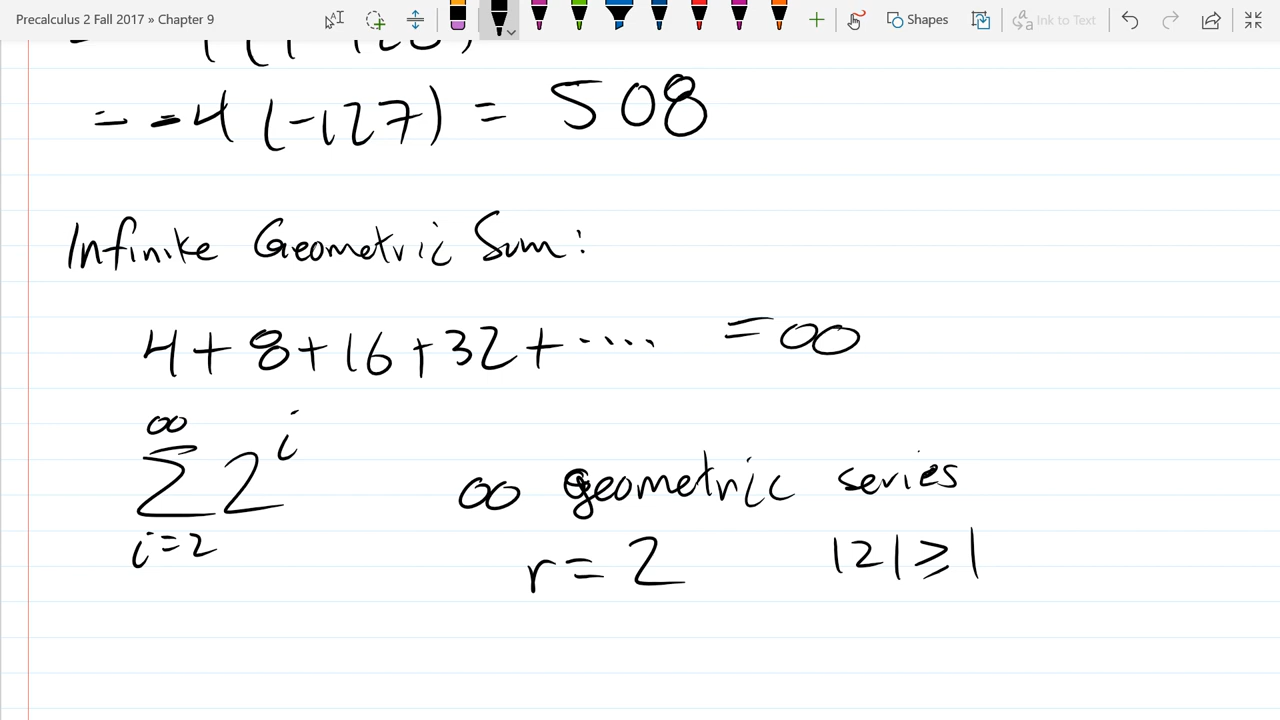 Precalculus 2 Fall 2017 » Chapter 9
Shapes
Ink to Text
= -4(-127) = 508
Infinite Geometric Sum:
4+8+16+32+.... = ∞
∞
∑ 2^i
i=2
∞ geometric series
r=2 |2|≥1